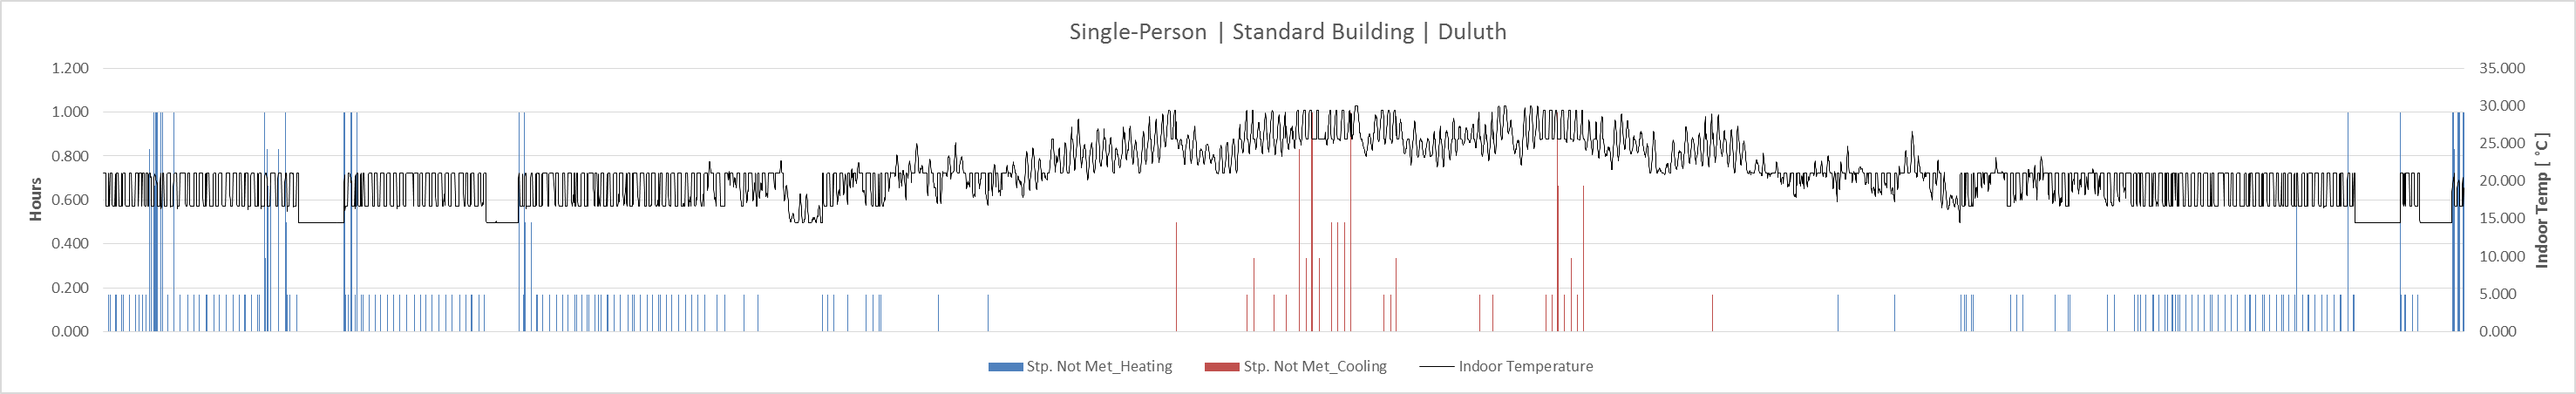 Single-Person | Standard Building | Duluth
1.200
1.000
0.800
0.600
0.400
0.200
0.000
Hours
35.000
30.000
25.000
20.000
15.000
10.000
5.000
0.000
Indoor Temp [ °C]
Stp. Not Met_Heating
Stp. Not Met_Cooling
Indoor Temperature